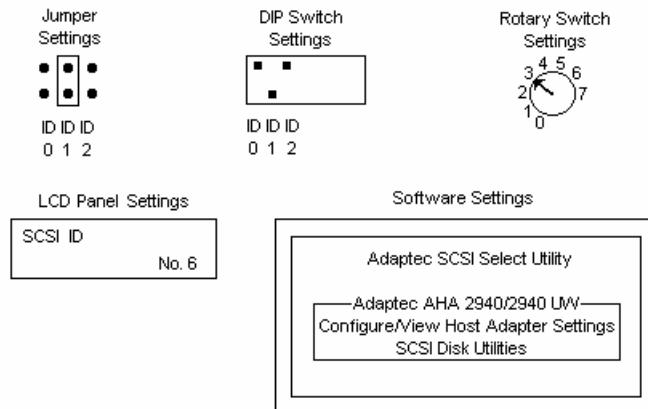 Jumper
Settings
ID ID ID
0 1 2
DIP Switch
Settings
ID ID ID
0 1 2
Rotary Switch
Settings
0
1
2
3
4
5
6
7
LCD Panel Settings
SCSI ID
No. 6
Software Settings
Adaptec SCSI Select Utility
Adaptec AHA 2940/2940 UW
Configure/View Host Adapter Settings
SCSI Disk Utilities